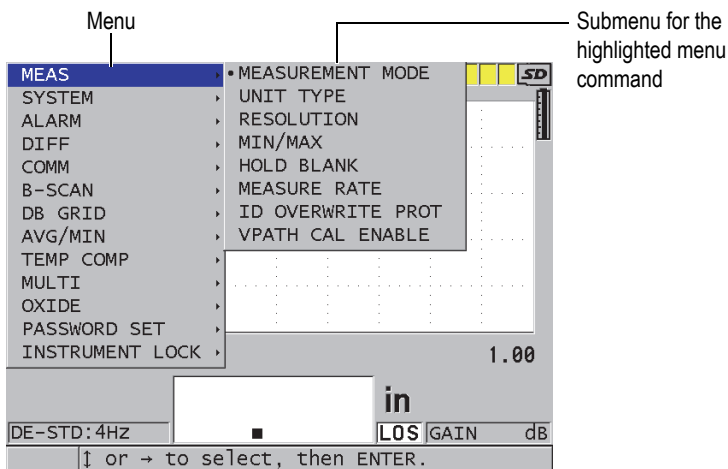 Menu
Submenu for the
highlighted menu
command
MEAS
SYSTEM
ALARM
DIFF
COMM
B-SCAN
DB GRID
AVG/MIN
TEMP COMP
MULTI
OXIDE
PASSWORD SET
INSTRUMENT LOCK
MEASUREMENT MODE
UNIT TYPE
RESOLUTION
MIN/MAX
HOLD BLANK
MEASURE RATE
ID OVERWRITE PROT
VPATH CAL ENABLE
SD
1.00
in
DE-STD:4Hz
LOS GAIN dB
↕ or → to select, then ENTER.